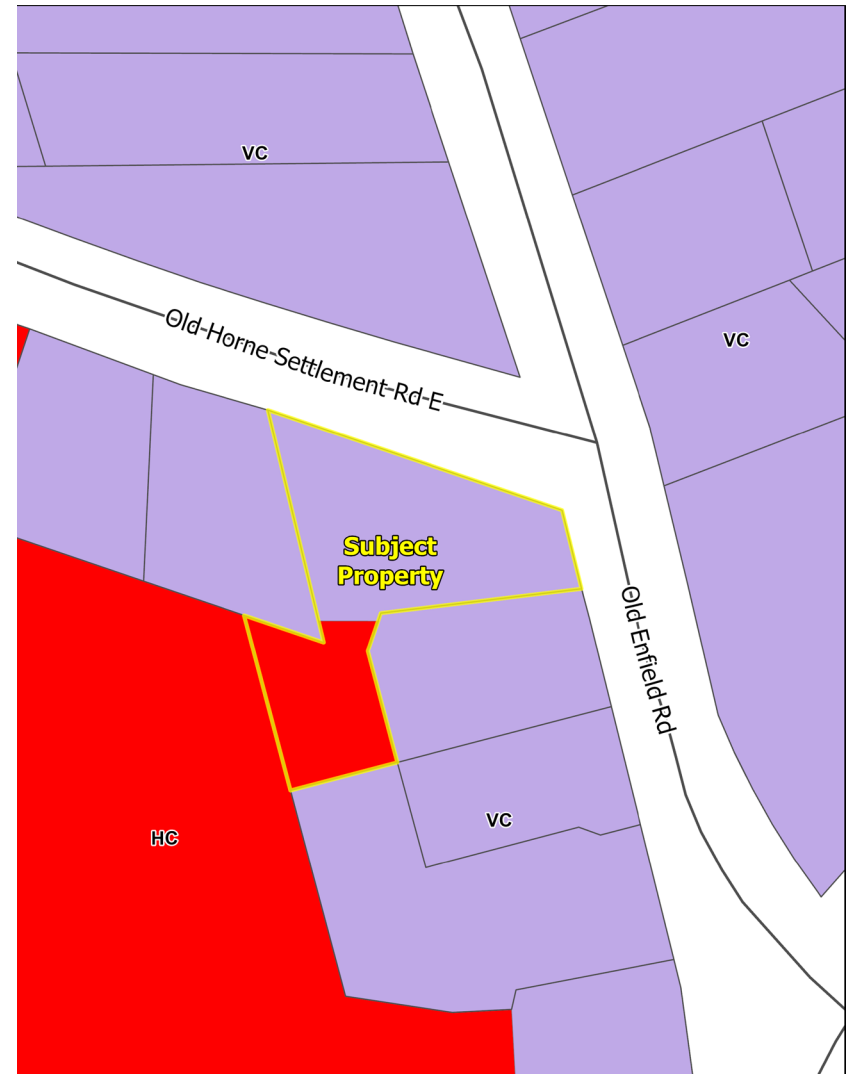 VC
Old-Horne-Settlement-Rd-E
VC
Subject
Property
Old-Enfield-Rd
VC
HC